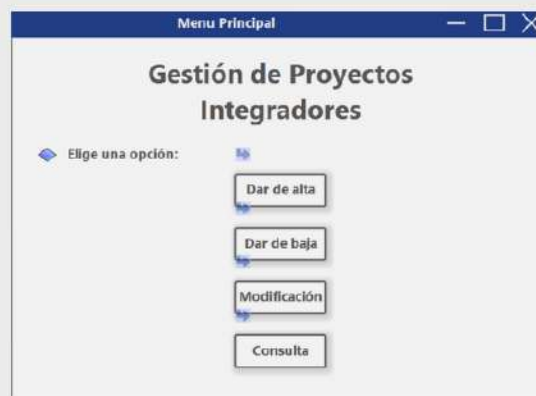 Menu Principal
Gestión de Proyectos
Integradores
Elige una opción:
Dar de alta
Dar de baja
Modificación
Consulta